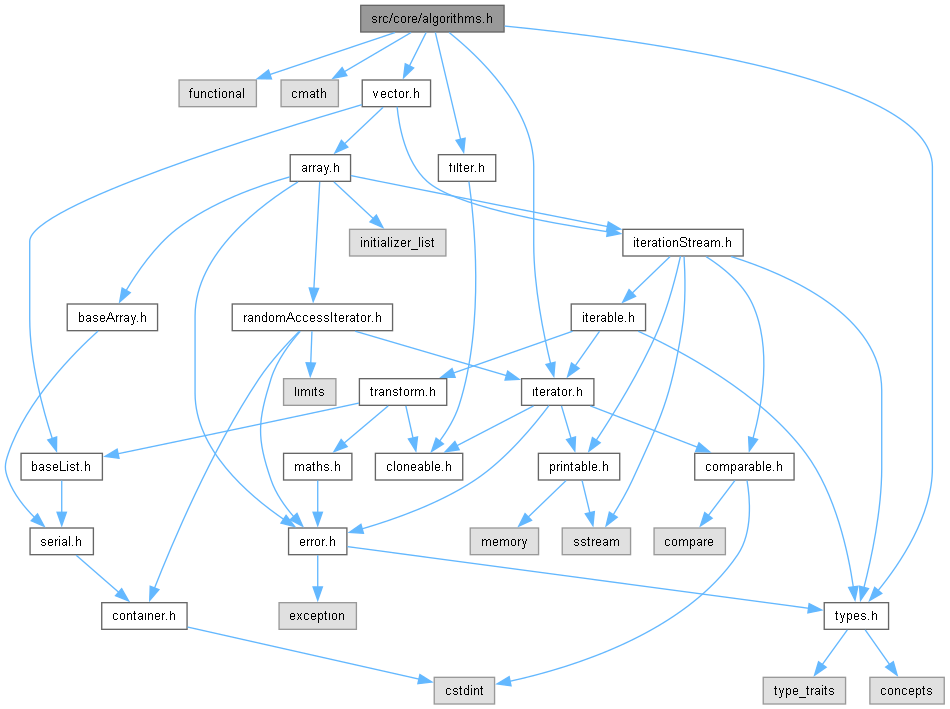 src/core/algorithms.h
functional
cmath
vector.h
array.h
filter.h
initializer_list
iterationStream.h
baseArray.h
randomAccessIterator.h
iterable.h
limits
transform.h
iterator.h
baseList.h
maths.h
cloneable.h
printable.h
comparable.h
serial.h
error.h
memory
sstream
compare
container.h
exception
types.h
cstdint
type_traits
concepts